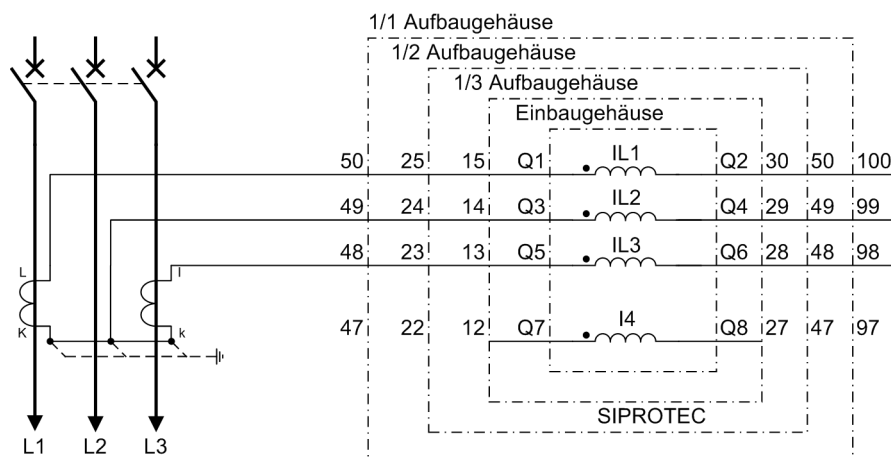 1/1 Aufbaugehäuse
1/2 Aufbaugehäuse
1/3 Aufbaugehäuse
Einbaugehäuse
50 25 15 Q1 IL1 Q2 30 50 100
49 24 14 Q3 IL2 Q4 29 49 99
48 23 13 Q5 IL3 Q6 28 48 98
L l
K k
47 22 12 Q7 I4 Q8 27 47 97
SIPROTEC
L1 L2 L3